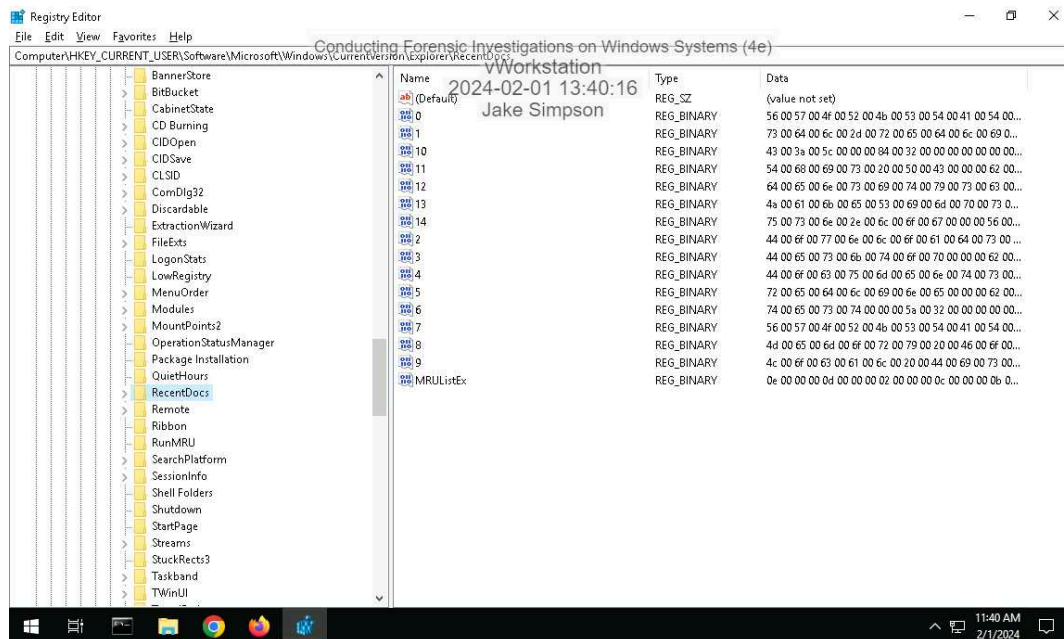 Registry Editor
File Edit View Favorites Help
Computer\HKEY_CURRENT_USER\Software\Microsoft\Windows\CurrentVersion\Explorer\RecentDocs
Conducting Forensic Investigations on Windows Systems (4e)
vWorkstation
2024-02-01 13:40:16
Jake Simpson
BannerStore
BitBucket
CabinetState
CD Burning
CIDOpen
CIDSave
CLSID
ComDlg32
Discardable
ExtractionWizard
FileExts
LogonStats
LowRegistry
MenuOrder
Modules
MountPoints2
OperationStatusManager
Package Installation
QuietHours
RecentDocs
Remote
Ribbon
RunMRU
SearchPlatform
SessionInfo
Shell Folders
Shutdown
StartPage
Streams
StuckRects3
Taskband
TWinUI
Name Type Data
ab (Default) REG_SZ (value not set)
0 REG_BINARY 56 00 57 00 4f 00 52 00 4b 00 53 00 54 00 41 00 54 00...
1 REG_BINARY 73 00 64 00 6c 00 2d 00 72 00 65 00 64 00 6c 00 69 0...
10 REG_BINARY 43 00 3a 00 5c 00 00 00 84 00 32 00 00 00 00 00 00 00...
11 REG_BINARY 54 00 68 00 69 00 73 00 20 00 50 00 43 00 00 00 62 00...
12 REG_BINARY 64 00 65 00 6e 00 73 00 69 00 74 00 79 00 73 00 63 00...
13 REG_BINARY 4a 00 61 00 6b 00 65 00 53 00 69 00 6d 00 70 00 73 0...
14 REG_BINARY 75 00 73 00 6e 00 2e 00 6c 00 6f 00 67 00 00 00 56 00...
2 REG_BINARY 44 00 6f 00 77 00 6e 00 6c 00 6f 00 61 00 64 00 73 00 ...
3 REG_BINARY 44 00 65 00 73 00 6b 00 74 00 6f 00 70 00 00 00 62 00...
4 REG_BINARY 44 00 6f 00 63 00 75 00 6d 00 65 00 6e 00 74 00 73 00...
5 REG_BINARY 72 00 65 00 64 00 6c 00 69 00 6e 00 65 00 00 00 62 00...
6 REG_BINARY 74 00 65 00 73 00 74 00 00 00 5a 00 32 00 00 00 00 00...
7 REG_BINARY 56 00 57 00 4f 00 52 00 4b 00 53 00 54 00 41 00 54 00...
8 REG_BINARY 4d 00 65 00 6d 00 6f 00 72 00 79 00 20 00 46 00 6f 00...
9 REG_BINARY 4c 00 6f 00 63 00 61 00 6c 00 20 00 44 00 69 00 73 00...
MRUListEx REG_BINARY 0e 00 00 00 0d 00 00 00 02 00 00 00 0c 00 00 00 0b 0...
11:40 AM
2/1/2024